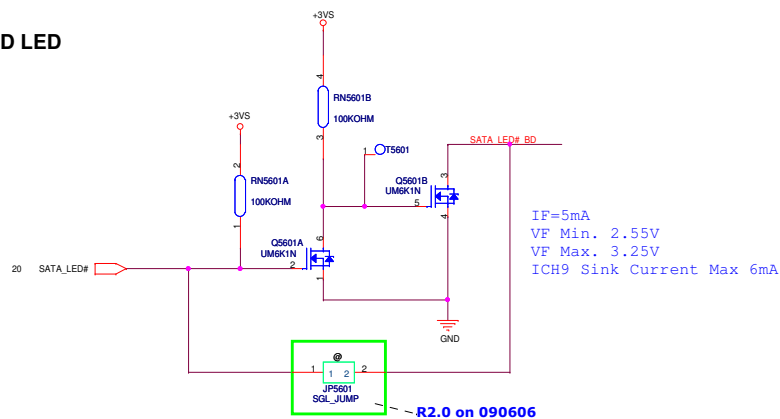 +3VS
D LED
4
RN5601B
100KOHM
3
+3VS
2
RN5601A
100KOHM
1
1 T5601
SATA_LED#_BD
Q5601B
UM6K1N
3
5
4
IF=5mA
VF Min. 2.55V
VF Max. 3.25V
ICH9 Sink Current Max 6mA
Q5601A
UM6K1N
6
2
1
20 SATA_LED#
GND
@
1 1 2 2
JP5601
SGL_JUMP
R2.0 on 090606